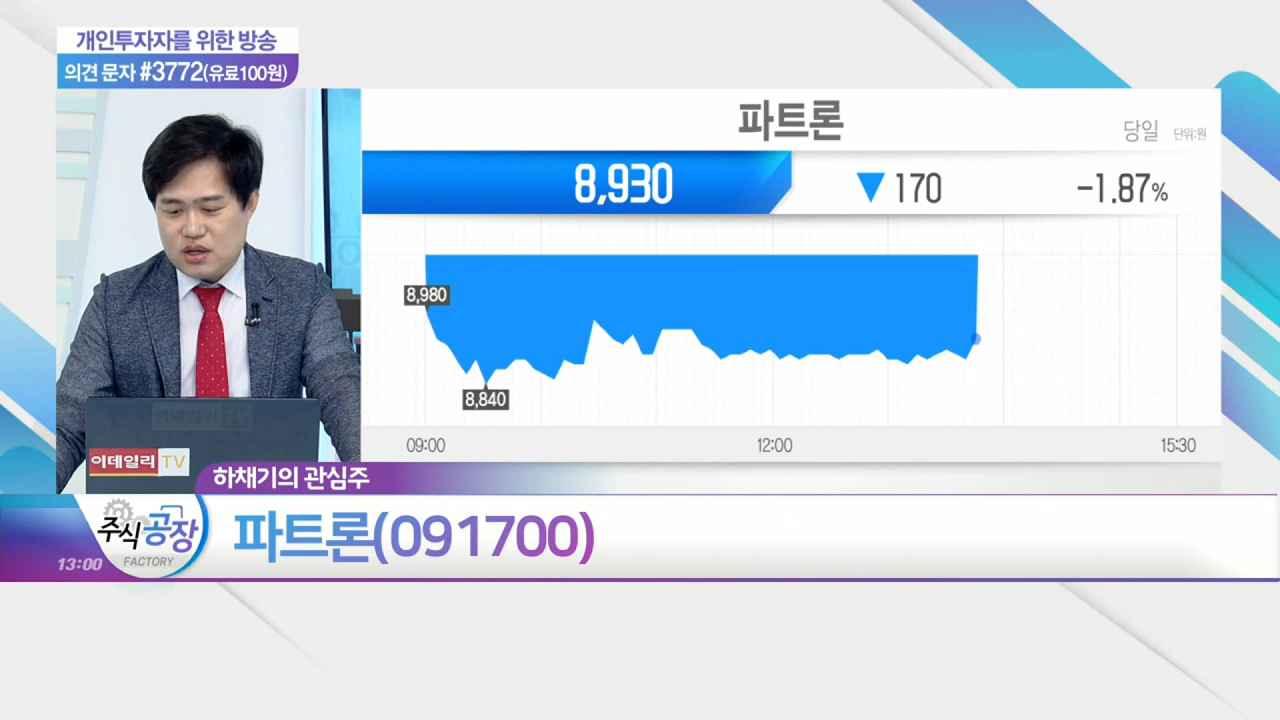 개인투자자를 위한 방송
의견 문자 #3772(유료100원)
파트론
당일 단위:원
8,930 ▼ 170 -1.87%
8,980
8,840
09:00 12:00 15:30
이데일리 TV
하채기의 관심주
주식공장
FACTORY
13:00
파트론(091700)